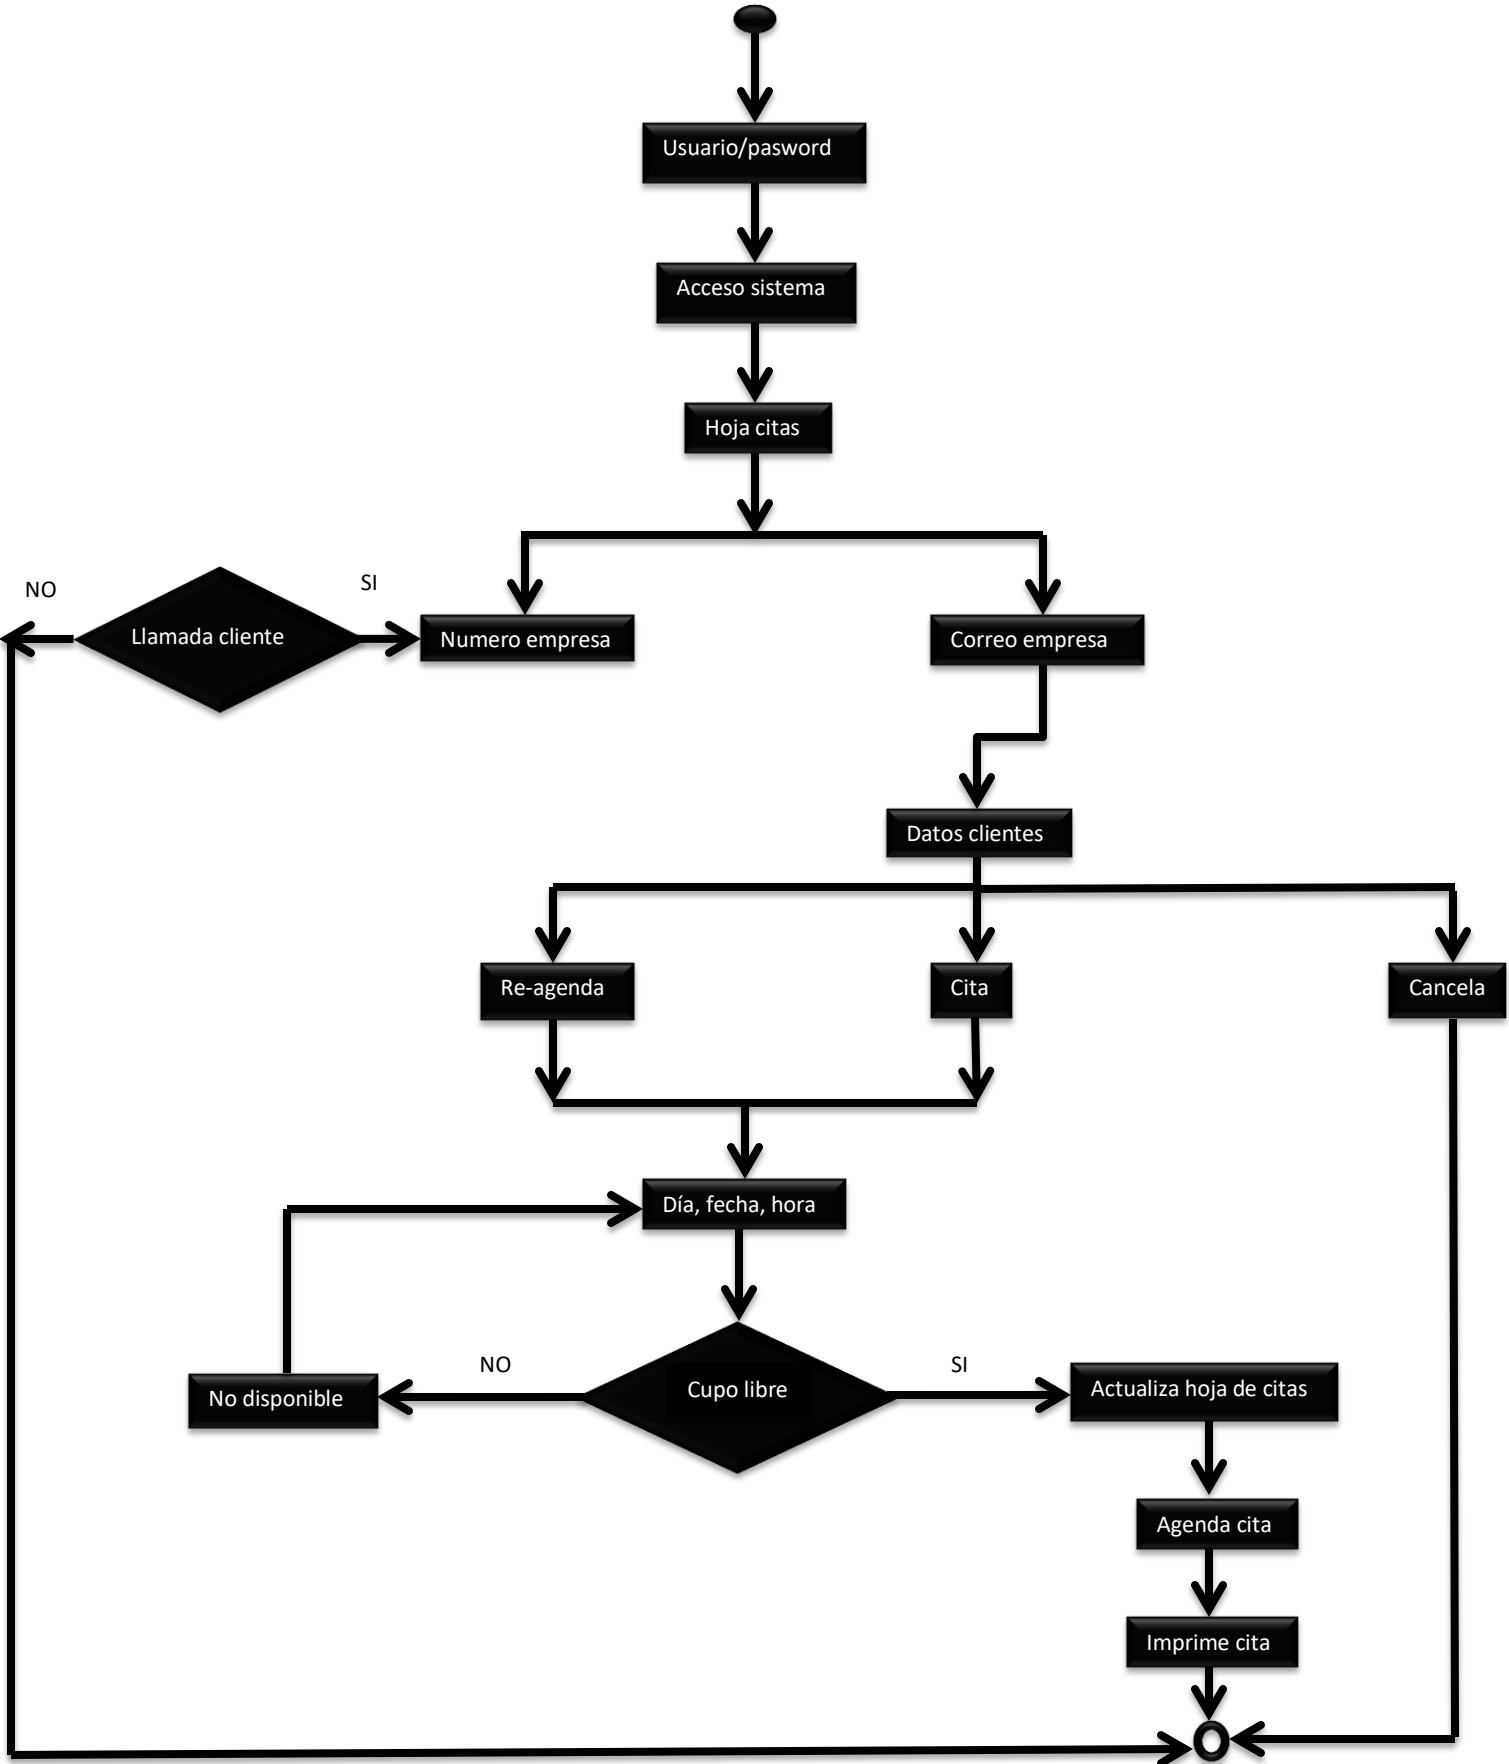 Usuario/pasword
Acceso sistema
Hoja citas
NO
SI
Llamada cliente
Numero empresa
Correo empresa
Datos clientes
Re-agenda
Cita
Cancela
Día, fecha, hora
NO
SI
No disponible
Cupo libre
Actualiza hoja de citas
Agenda cita
Imprime cita